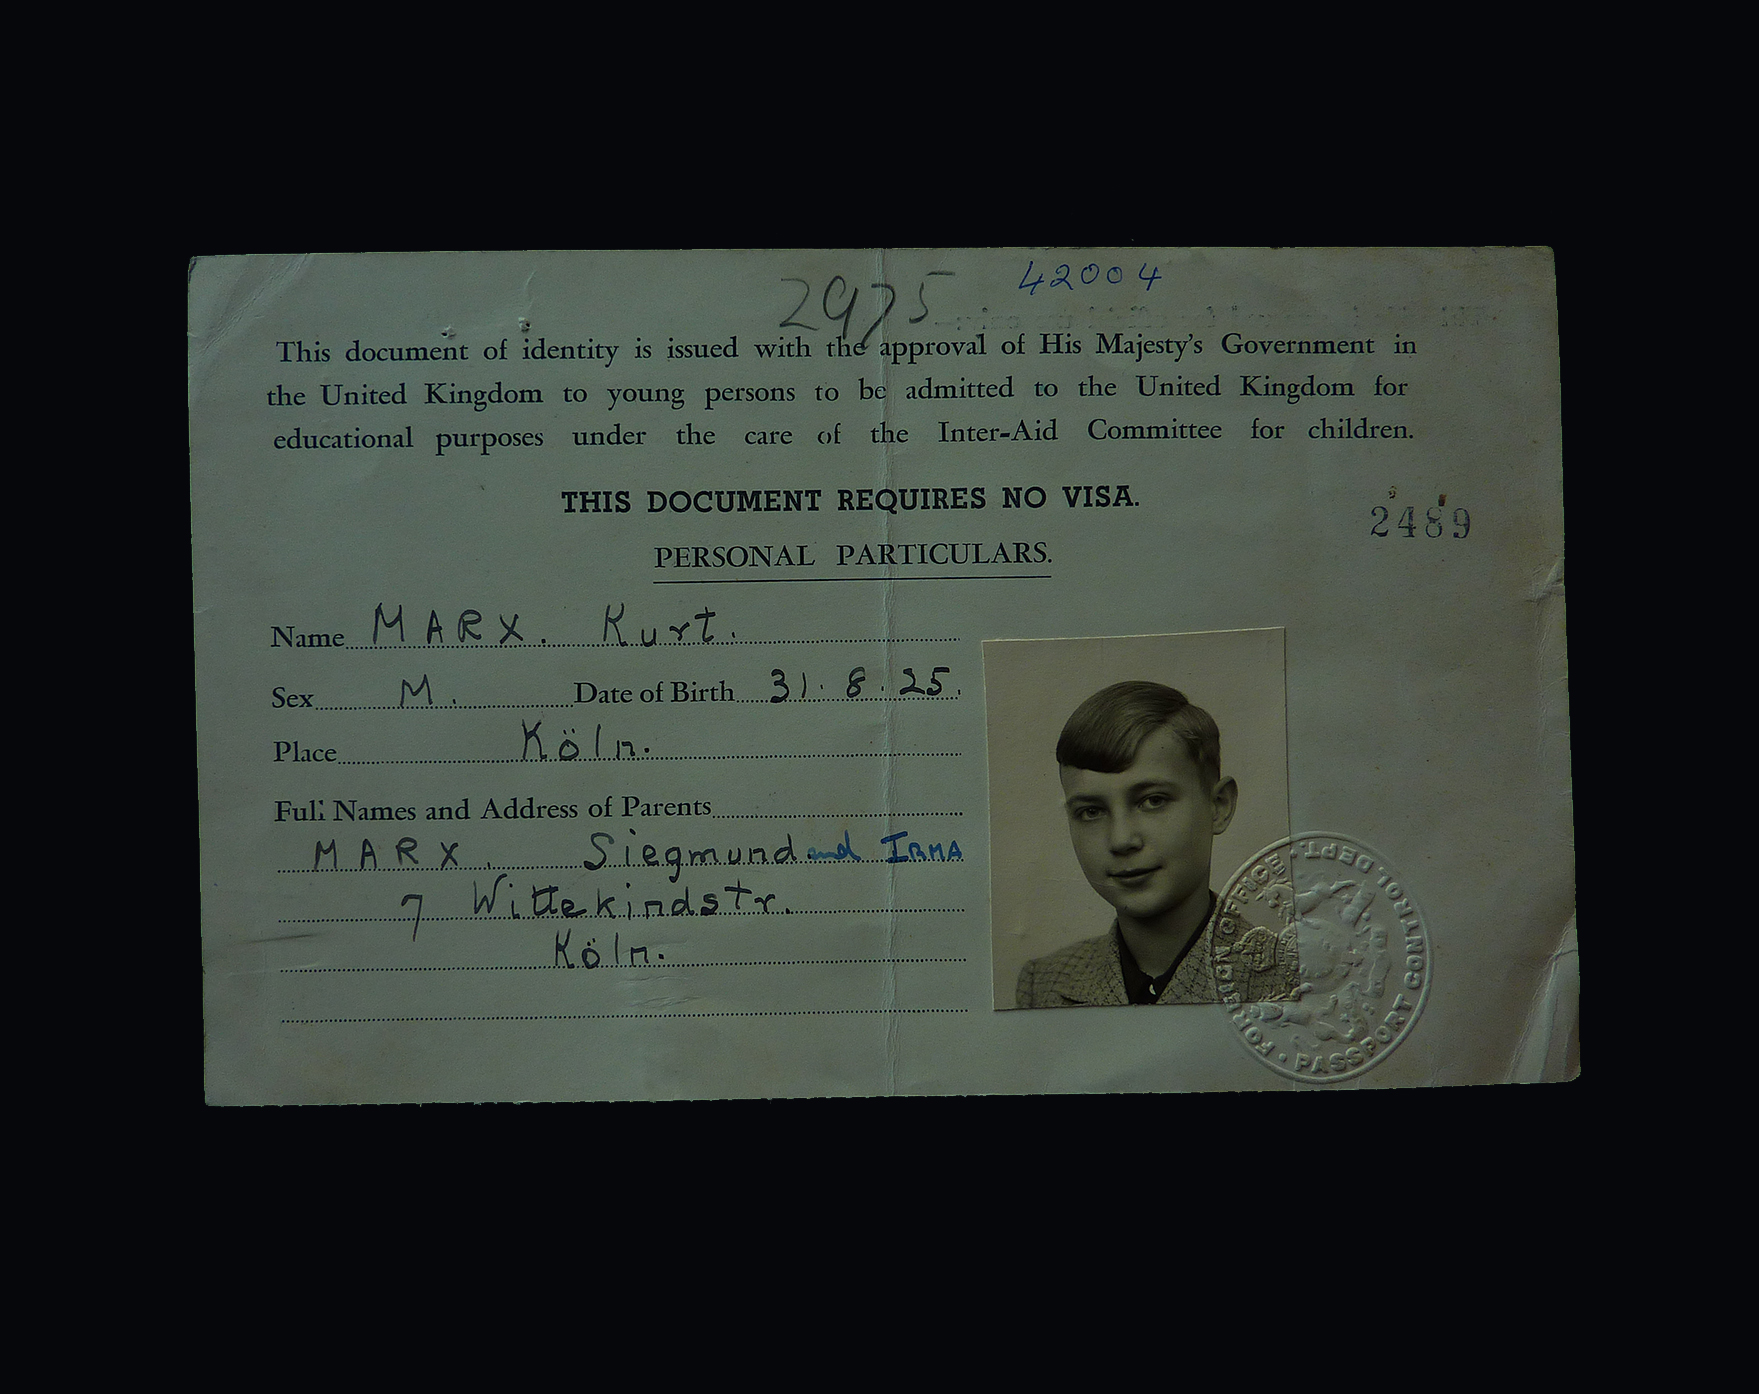 2975 42004
This document of identity is issued with the approval of His Majesty's Government in
the United Kingdom to young persons to be admitted to the United Kingdom for
educational purposes under the care of the Inter-Aid Committee for children.
THIS DOCUMENT REQUIRES NO VISA.
2489
PERSONAL PARTICULARS.
Name MARX. Kurt.
Sex M. Date of Birth 31.8.25.
Place Köln.
Full Names and Address of Parents
MARX. Siegmund and IRMA
7 Wittekindstr.
Köln.
FOREIGN OFFICE · PASSPORT CONTROL DEPT.